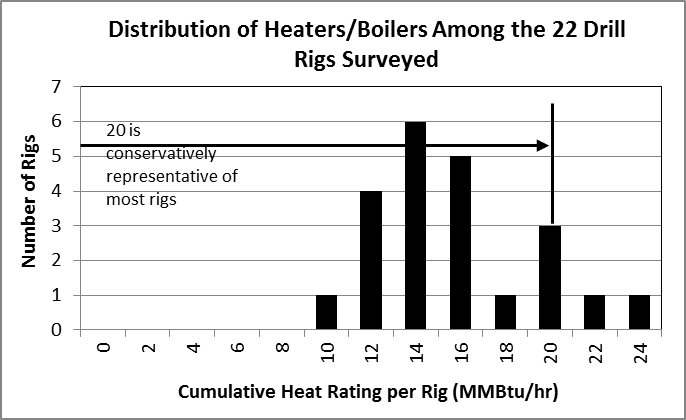 Distribution of Heaters/Boilers Among the 22 Drill
Rigs Surveyed
7
6
5
4
3
2
1
0
Number of Rigs
20 is
conservatively
representative of
most rigs
0 2 4 6 8 10 12 14 16 18 20 22 24
Cumulative Heat Rating per Rig (MMBtu/hr)